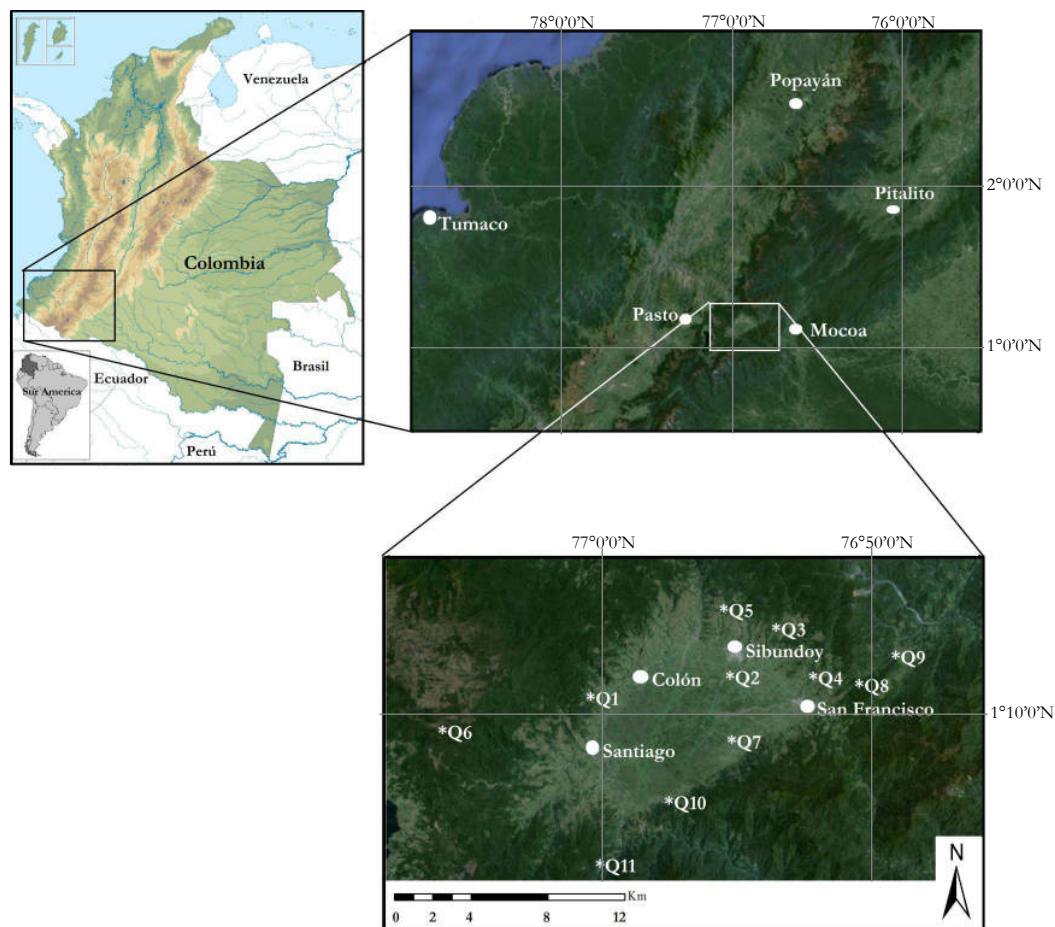 Venezuela
Colombia
Ecuador
Brasil
Perú
Sur America
78°0'0'N
77°0'0'N
76°0'0'N
Popayán
2°0'0'N
Pitalito
Tumaco
Pasto
Mocoa
1°0'0'N
77°0'0'N
76°50'0'N
*Q5
*Q3
Sibundoy
*Q9
*Q2
*Q4
*Q8
Colón
*Q1
San Francisco
1°10'0'N
*Q6
*Q7
Santiago
*Q10
*Q11
N
Km
0 2 4 8 12